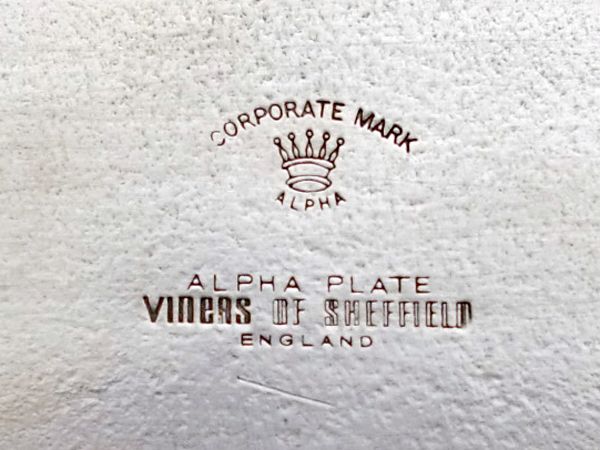 CORPORATE MARK
ALPHA
ALPHA PLATE
VINERS OF SHEFFIELD
ENGLAND